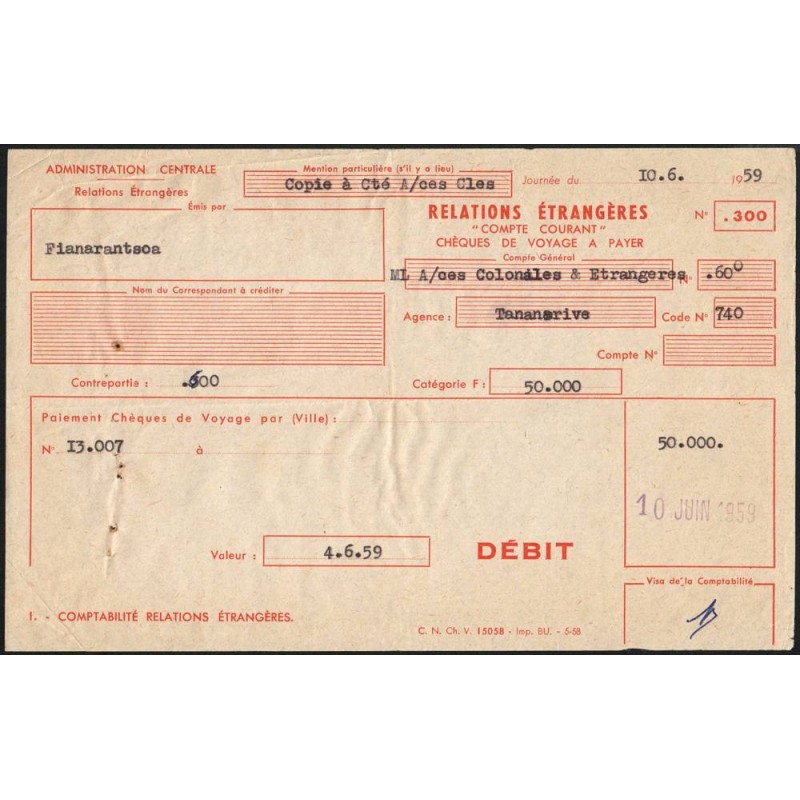 ADMINISTRATION CENTRALE
Relations Étrangères
Mention particulière (s'il y a lieu)
Copie à Cté A/ces Cles
Journée du 10.6. 1959
Émis par
Fianarantsoa
RELATIONS ÉTRANGÈRES
"COMPTE COURANT"
CHÈQUES DE VOYAGE A PAYER
N° .300
Compte Général
ML A/ces Coloniales & Etrangeres N° .600
Nom du Correspondant à créditer
Agence : Tananarive Code N° 740
Compte N°
Contrepartie : .600
Catégorie F : 50.000
Paiement Chèques de Voyage par (Ville) :
N° 13.007 à
50.000.
10 JUIN 1959
Valeur : 4.6.59
DÉBIT
Visa de la Comptabilité
1. - COMPTABILITÉ RELATIONS ÉTRANGÈRES.
C. N. Ch. V. 15058 - Imp. BU. - 5-58